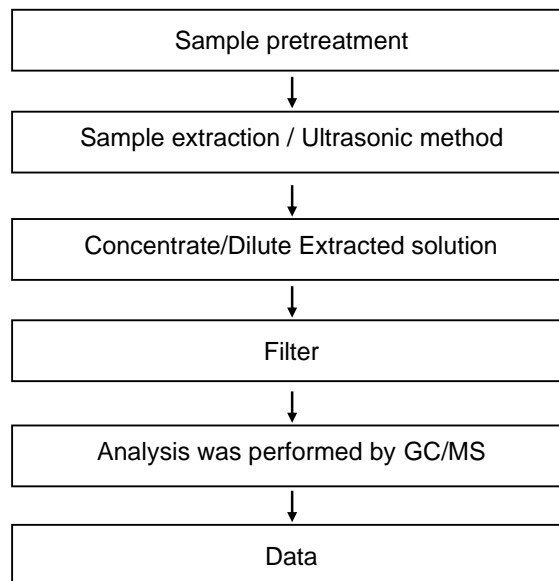 Sample pretreatment
Sample extraction / Ultrasonic method
Concentrate/Dilute Extracted solution
Filter
Analysis was performed by GC/MS
Data